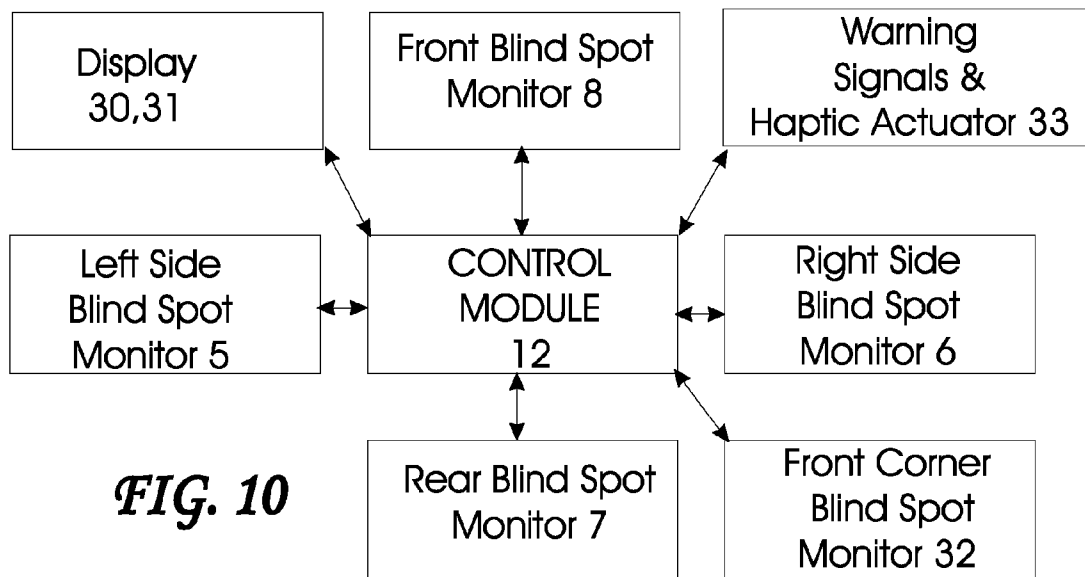 Display
30,31
Front Blind Spot
Monitor 8
Warning
Signals &
Haptic Actuator 33
Left Side
Blind Spot
Monitor 5
CONTROL
MODULE
12
Right Side
Blind Spot
Monitor 6
FIG. 10
Rear Blind Spot
Monitor 7
Front Corner
Blind Spot
Monitor 32